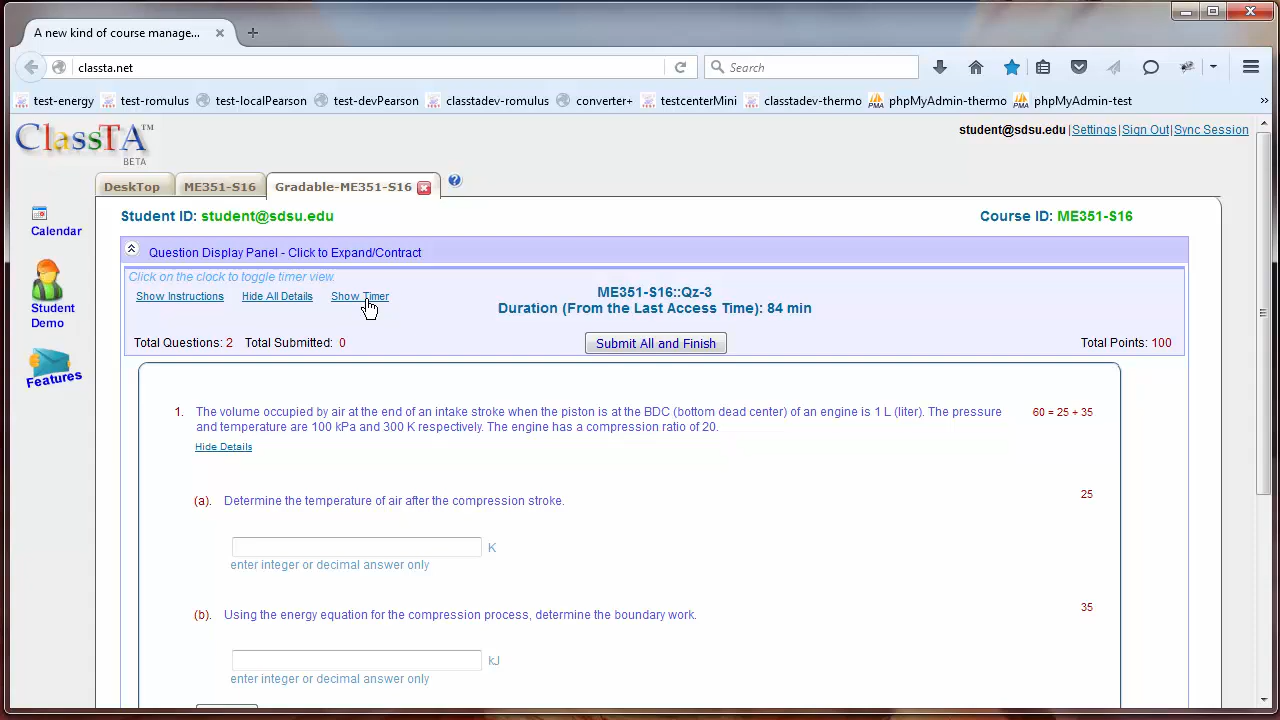 A new kind of course manage...
classta.net
Search
test-energy test-romulus test-localPearson test-devPearson classtadev-romulus converter+ testcenterMini classtadev-thermo phpMyAdmin-thermo phpMyAdmin-test »
ClassTA™
BETA
student@sdsu.edu |Settings|Sign Out|Sync Session
DeskTop ME351-S16 Gradable-ME351-S16
Calendar
Student
Demo
Features
Student ID: student@sdsu.edu Course ID: ME351-S16
Question Display Panel - Click to Expand/Contract
Click on the clock to toggle timer view.
Show Instructions Hide All Details Show Timer
ME351-S16::Qz-3
Duration (From the Last Access Time): 84 min
Total Questions: 2 Total Submitted: 0 Submit All and Finish Total Points: 100
1. The volume occupied by air at the end of an intake stroke when the piston is at the BDC (bottom dead center) of an engine is 1 L (liter). The pressure 60 = 25 + 35
and temperature are 100 kPa and 300 K respectively. The engine has a compression ratio of 20.
Hide Details
(a). Determine the temperature of air after the compression stroke. 25
K
enter integer or decimal answer only
(b). Using the energy equation for the compression process, determine the boundary work. 35
kJ
enter integer or decimal answer only